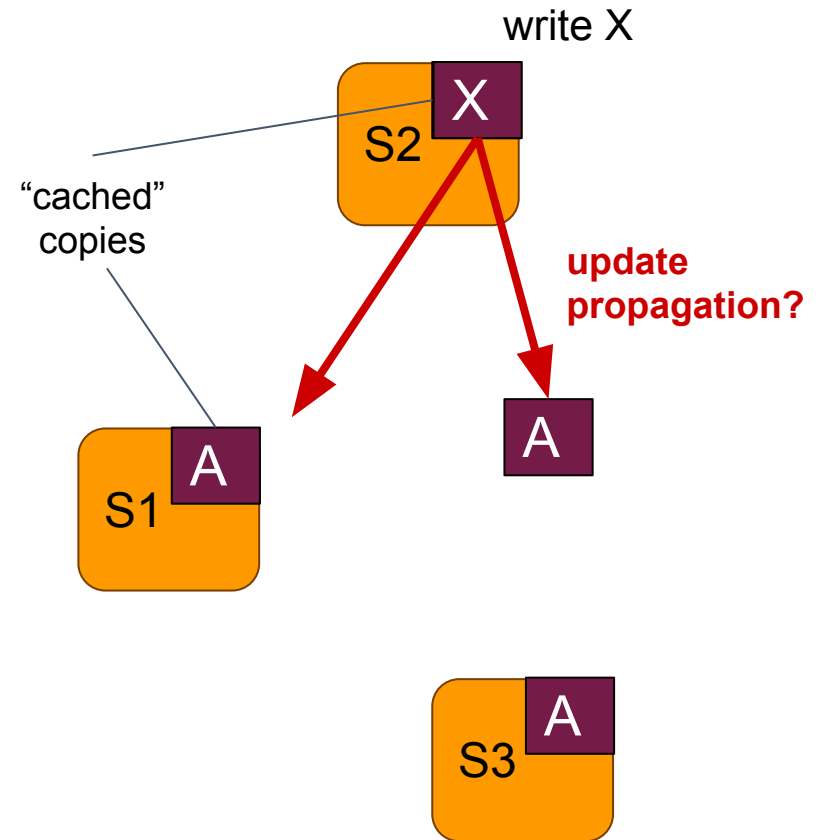 write X
X
S2
“cached”
copies
update
propagation?
A
A
S1
A
S3